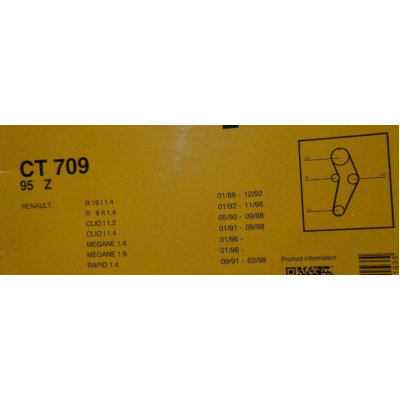 CT 709
95 Z
RENAULT
R 19 I 1.4 01/88 - 12/92
R 9 II 1.4 01/92 - 11/95
CLIO I 1.2 05/90 - 09/98
CLIO I 1.4 01/91 - 09/98
MEGANE 1.4 01/96 -
MEGANE 1.6 01/96 -
RAPID 1.4 09/91 - 03/98
Product information